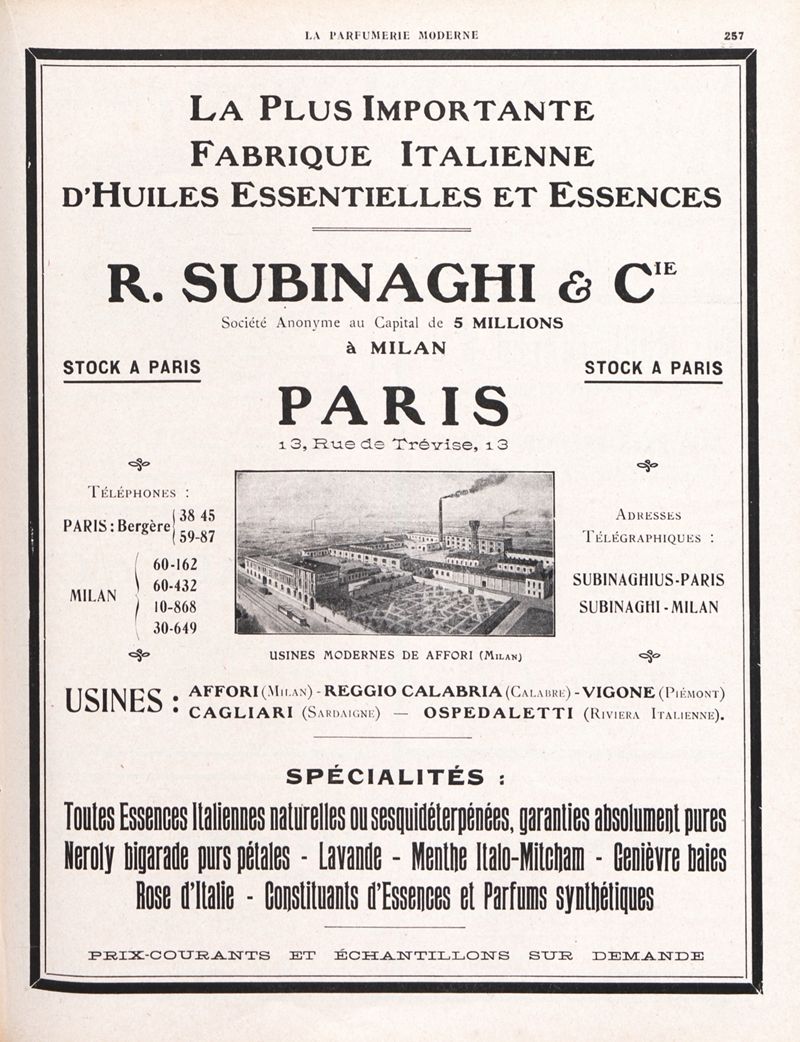 LA PARFUMERIE MODERNE 257
LA PLUS IMPORTANTE
FABRIQUE ITALIENNE
D'HUILES ESSENTIELLES ET ESSENCES
R. SUBINAGHI & CIE
Société Anonyme au Capital de 5 MILLIONS
à MILAN
STOCK A PARIS
STOCK A PARIS
PARIS
13, Rue de Trévise, 13
TÉLÉPHONES :
PARIS : Bergère 38 45
59-87
MILAN 60-162
60-432
10-868
30-649
ADRESSES
TÉLÉGRAPHIQUES :
SUBINAGHIUS-PARIS
SUBINAGHI-MILAN
USINES MODERNES DE AFFORI (MILAN)
USINES : AFFORI (MILAN) - REGGIO CALABRIA (CALABRE) - VIGONE (PIÉMONT)
CAGLIARI (SARDAIGNE) — OSPEDALETTI (RIVIERA ITALIENNE).
SPÉCIALITÉS :
Toutes Essences Italiennes naturelles ou sesquidéterpénées, garanties absolument pures
Neroly bigarade purs pétales - Lavande - Menthe Italo-Mitcham - Genièvre baies
Rose d'Italie - Constituants d'Essences et Parfums synthétiques
PRIX-COURANTS ET ÉCHANTILLONS SUR DEMANDE